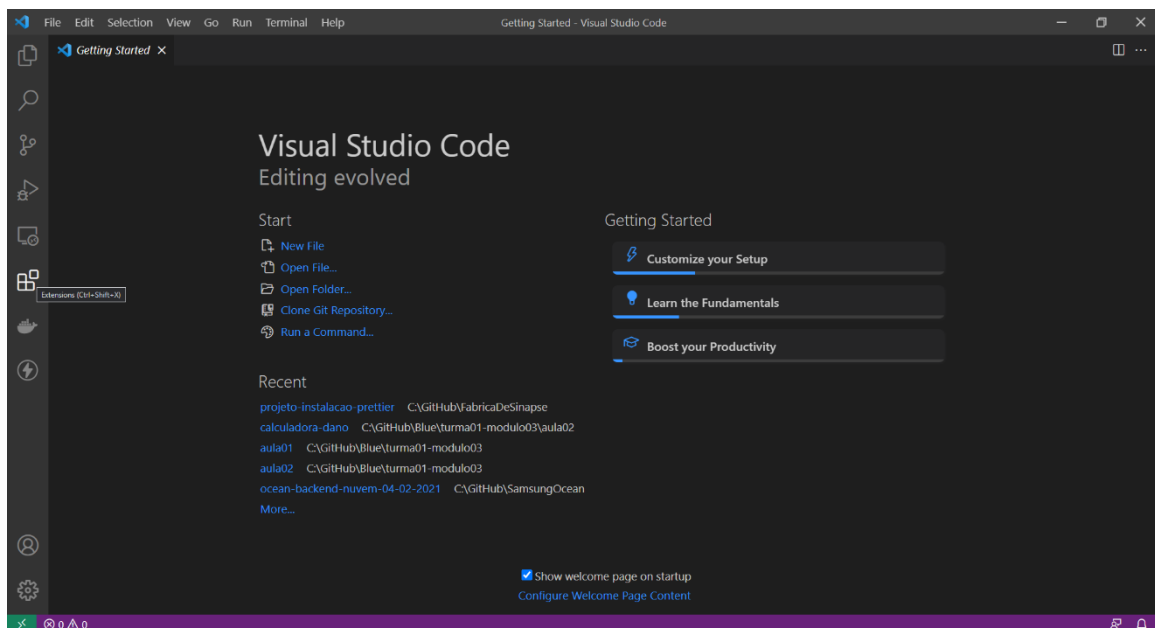 File Edit Selection View Go Run Terminal Help Getting Started - Visual Studio Code
Getting Started
Visual Studio Code
Editing evolved
Start
New File
Open File...
Open Folder...
Clone Git Repository...
Run a Command...
Getting Started
Customize your Setup
Learn the Fundamentals
Boost your Productivity
Extensions (Ctrl+Shift+X)
Recent
projeto-instalacao-prettier C:\GitHub\FabricaDeSinapse
calculadora-dano C:\GitHub\Blue\turma01-modulo03\aula02
aula01 C:\GitHub\Blue\turma01-modulo03
aula02 C:\GitHub\Blue\turma01-modulo03
ocean-backend-nuvem-04-02-2021 C:\GitHub\SamsungOcean
More...
Show welcome page on startup
Configure Welcome Page Content
0 0